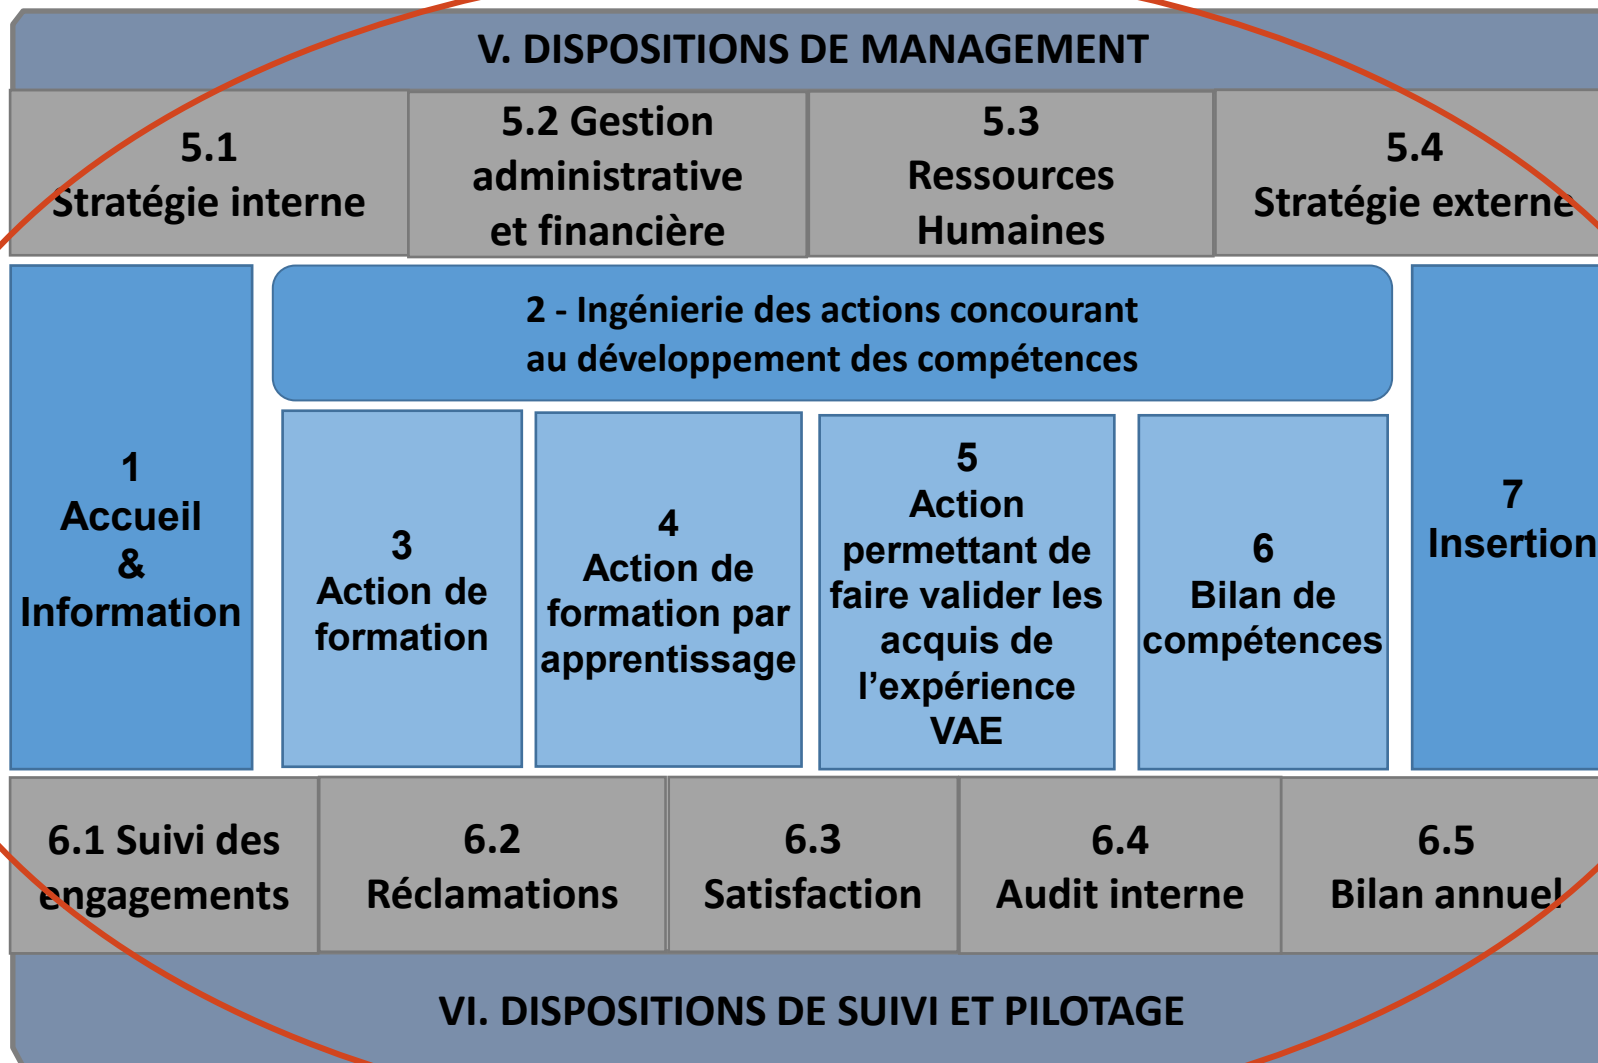 V. DISPOSITIONS DE MANAGEMENT
5.1
Stratégie interne
5.2 Gestion
administrative
et financière
5.3
Ressources
Humaines
5.4
Stratégie externe
1
Accueil
&
Information
2 - Ingénierie des actions concourant
au développement des compétences
3
Action de
formation
4
Action de
formation par
apprentissage
5
Action
permettant de
faire valider les
acquis de
l’expérience
VAE
6
Bilan de
compétences
7
Insertion
6.1 Suivi des
engagements
6.2
Réclamations
6.3
Satisfaction
6.4
Audit interne
6.5
Bilan annuel
VI. DISPOSITIONS DE SUIVI ET PILOTAGE